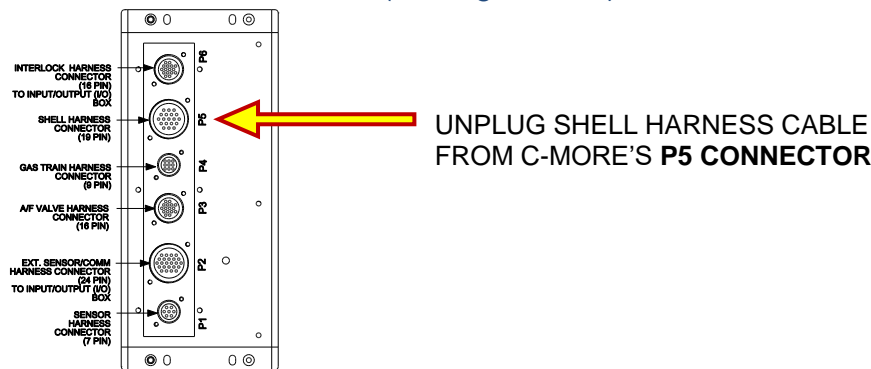 INTERLOCK HARNESS
CONNECTOR
(16 PIN)
TO INPUT/OUTPUT (I/O)
BOX
P6
SHELL HARNESS
CONNECTOR
(19 PIN)
P5
UNPLUG SHELL HARNESS CABLE
FROM C-MORE'S P5 CONNECTOR
GAS TRAIN HARNESS
CONNECTOR
(9 PIN)
P4
A/F VALVE HARNESS
CONNECTOR
(16 PIN)
P3
EXT. SENSOR/COMM
HARNESS CONNECTOR
(24 PIN)
TO INPUT/OUTPUT (I/O)
BOX
P2
SENSOR
HARNESS
CONNECTOR
(7 PIN)
P1